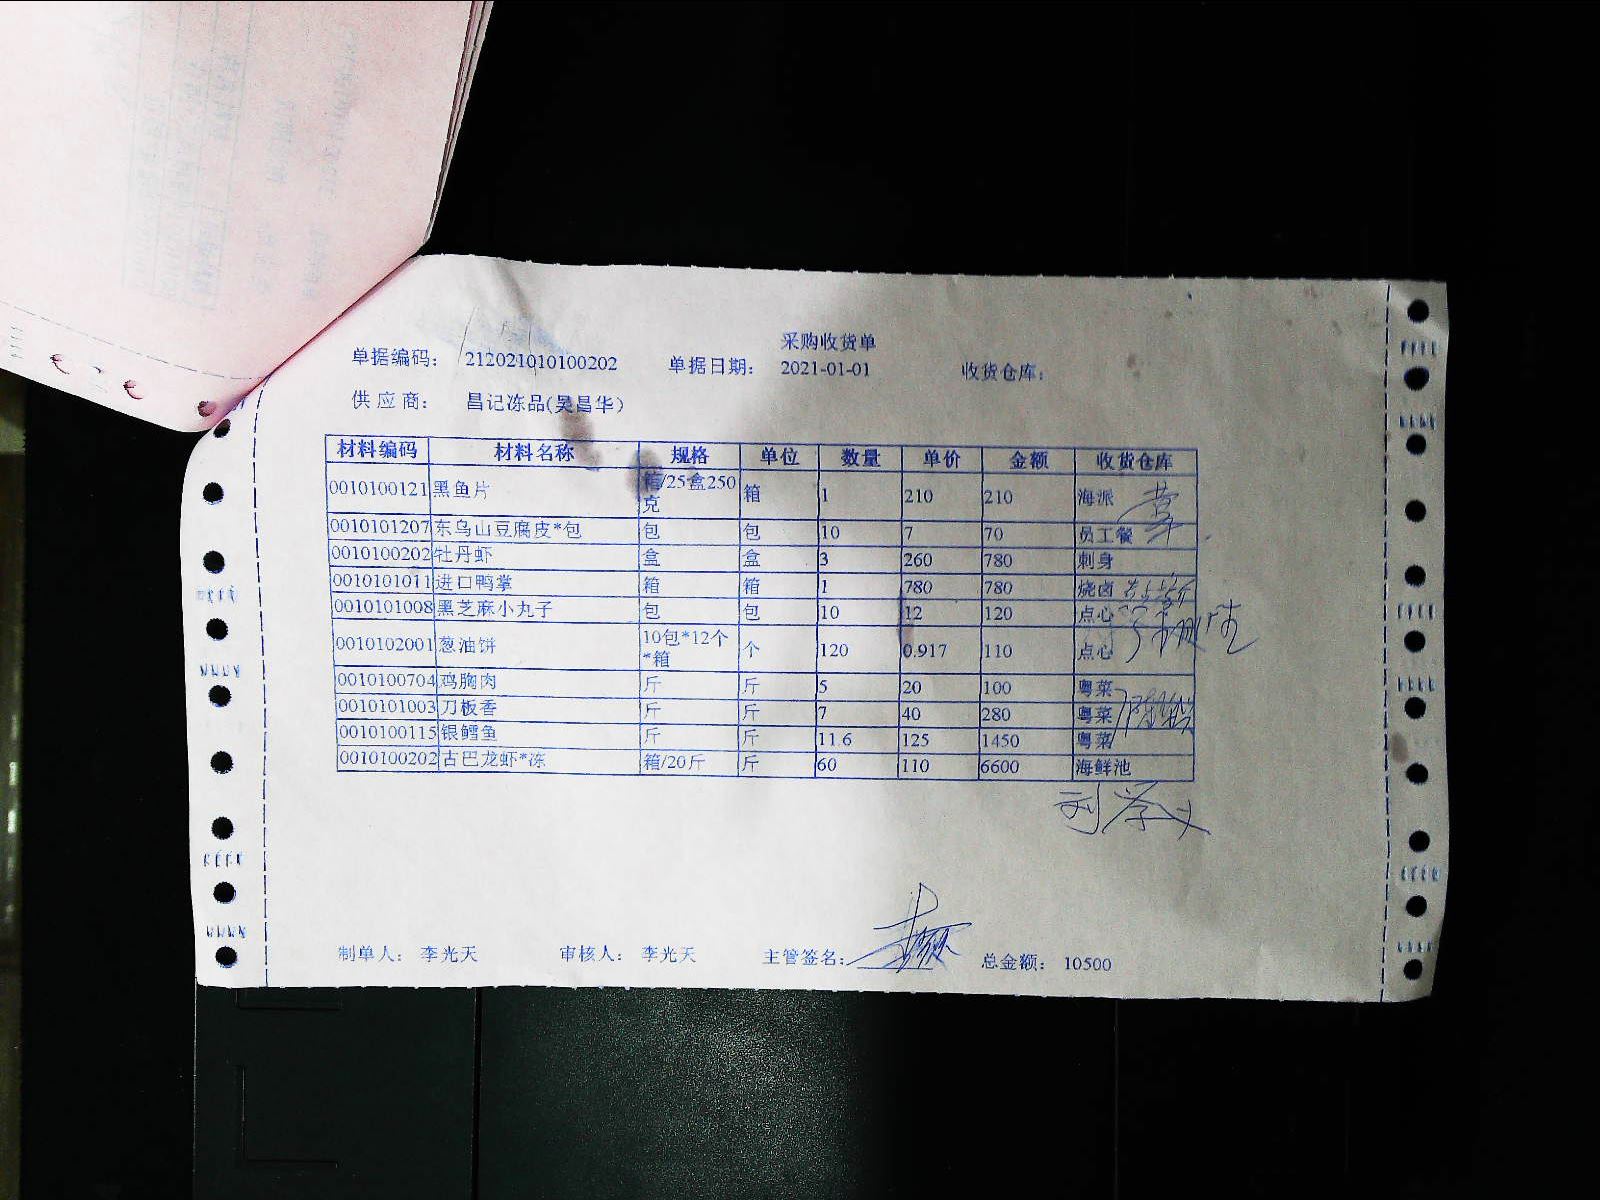 采购收货单
单据编码： 212021010100202 单据日期： 2021-01-01 收货仓库：
供应商： 昌记冻品(吴昌华)
材料编码 材料名称 规格 单位 数量 单价 金额 收货仓库
0010100121 黑鱼片 箱/25盒250克 箱 1 210 210 海派
0010101207 东乌山豆腐皮*包 包 包 10 7 70 员工餐
0010100202 牡丹虾 盒 盒 3 260 780 刺身
0010101011 进口鸭掌 箱 箱 1 780 780 烧卤
0010101008 黑芝麻小丸子 包 包 10 12 120 点心
0010102001 葱油饼 10包*12个*箱 个 120 0.917 110 点心
0010100704 鸡胸肉 斤 斤 5 20 100 粤菜
0010101003 刀板香 斤 斤 7 40 280 粤菜
0010100115 银鳕鱼 斤 斤 11.6 125 1450 粤菜
0010100202 古巴龙虾*冻 箱/20斤 斤 60 110 6600 海鲜池
制单人： 李光天 审核人： 李光天 主管签名： 总金额： 10500